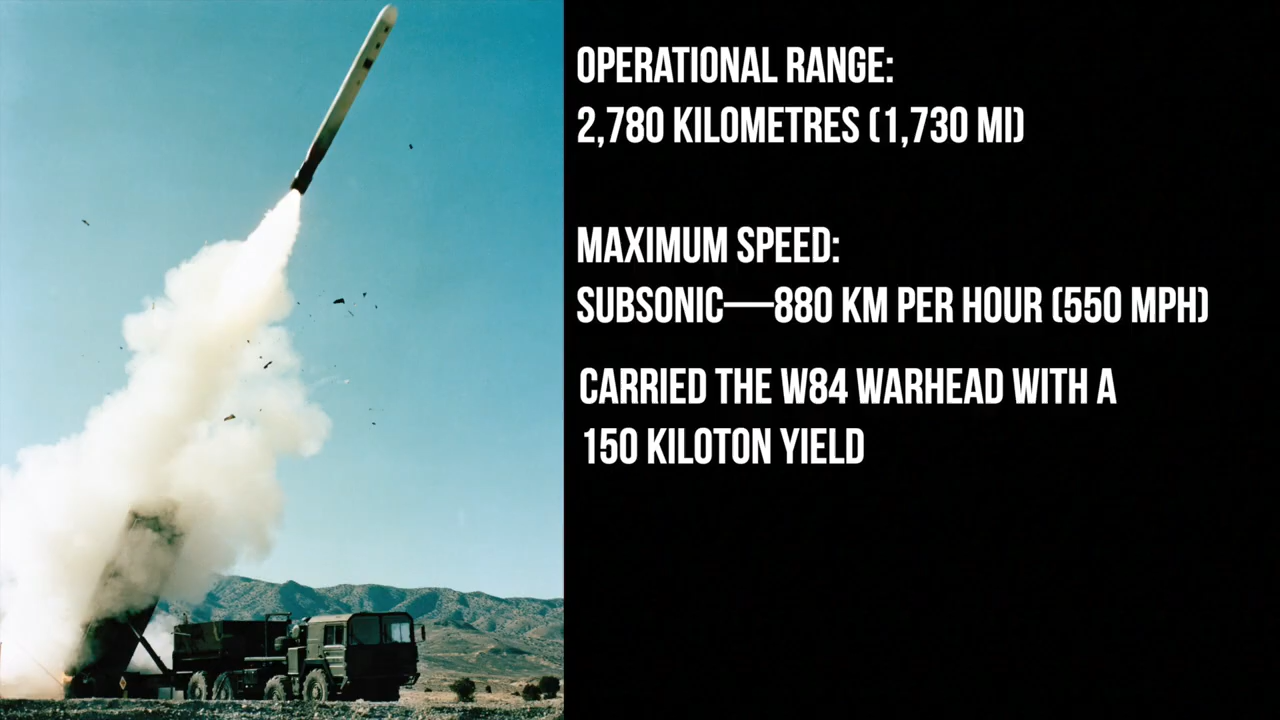 OPERATIONAL RANGE:
2,780 KILOMETRES (1,730 MI)
MAXIMUM SPEED:
SUBSONIC—880 KM PER HOUR (550 MPH)
CARRIED THE W84 WARHEAD WITH A
150 KILOTON YIELD